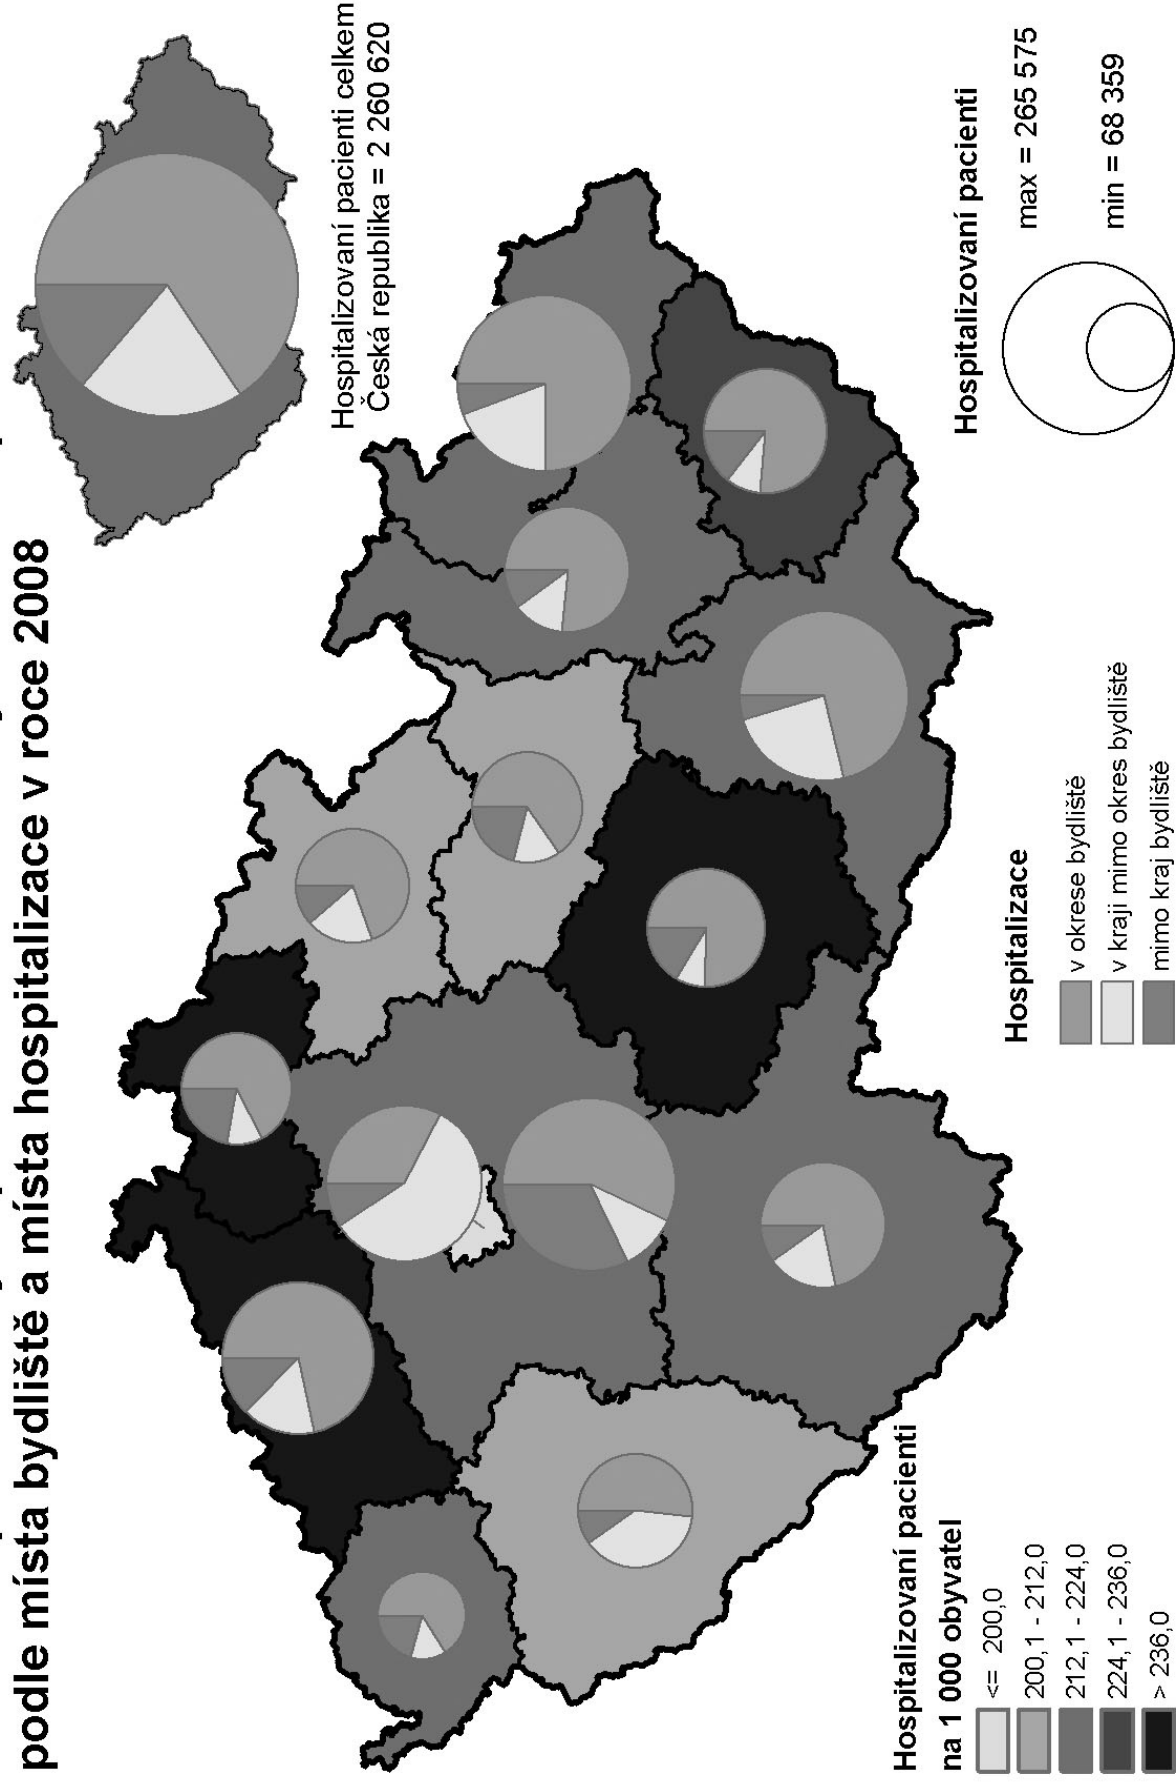 podle místa bydliště a místa hospitalizace v roce 2008
Hospitalizovaní pacienti celkem
Česká republika = 2 260 620
Hospitalizovaní pacienti
na 1 000 obyvatel
<= 200,0
200,1 - 212,0
212,1 - 224,0
224,1 - 236,0
> 236,0
Hospitalizace
v okrese bydliště
v kraji mimo okres bydliště
mimo kraj bydliště
Hospitalizovaní pacienti
max = 265 575
min = 68 359